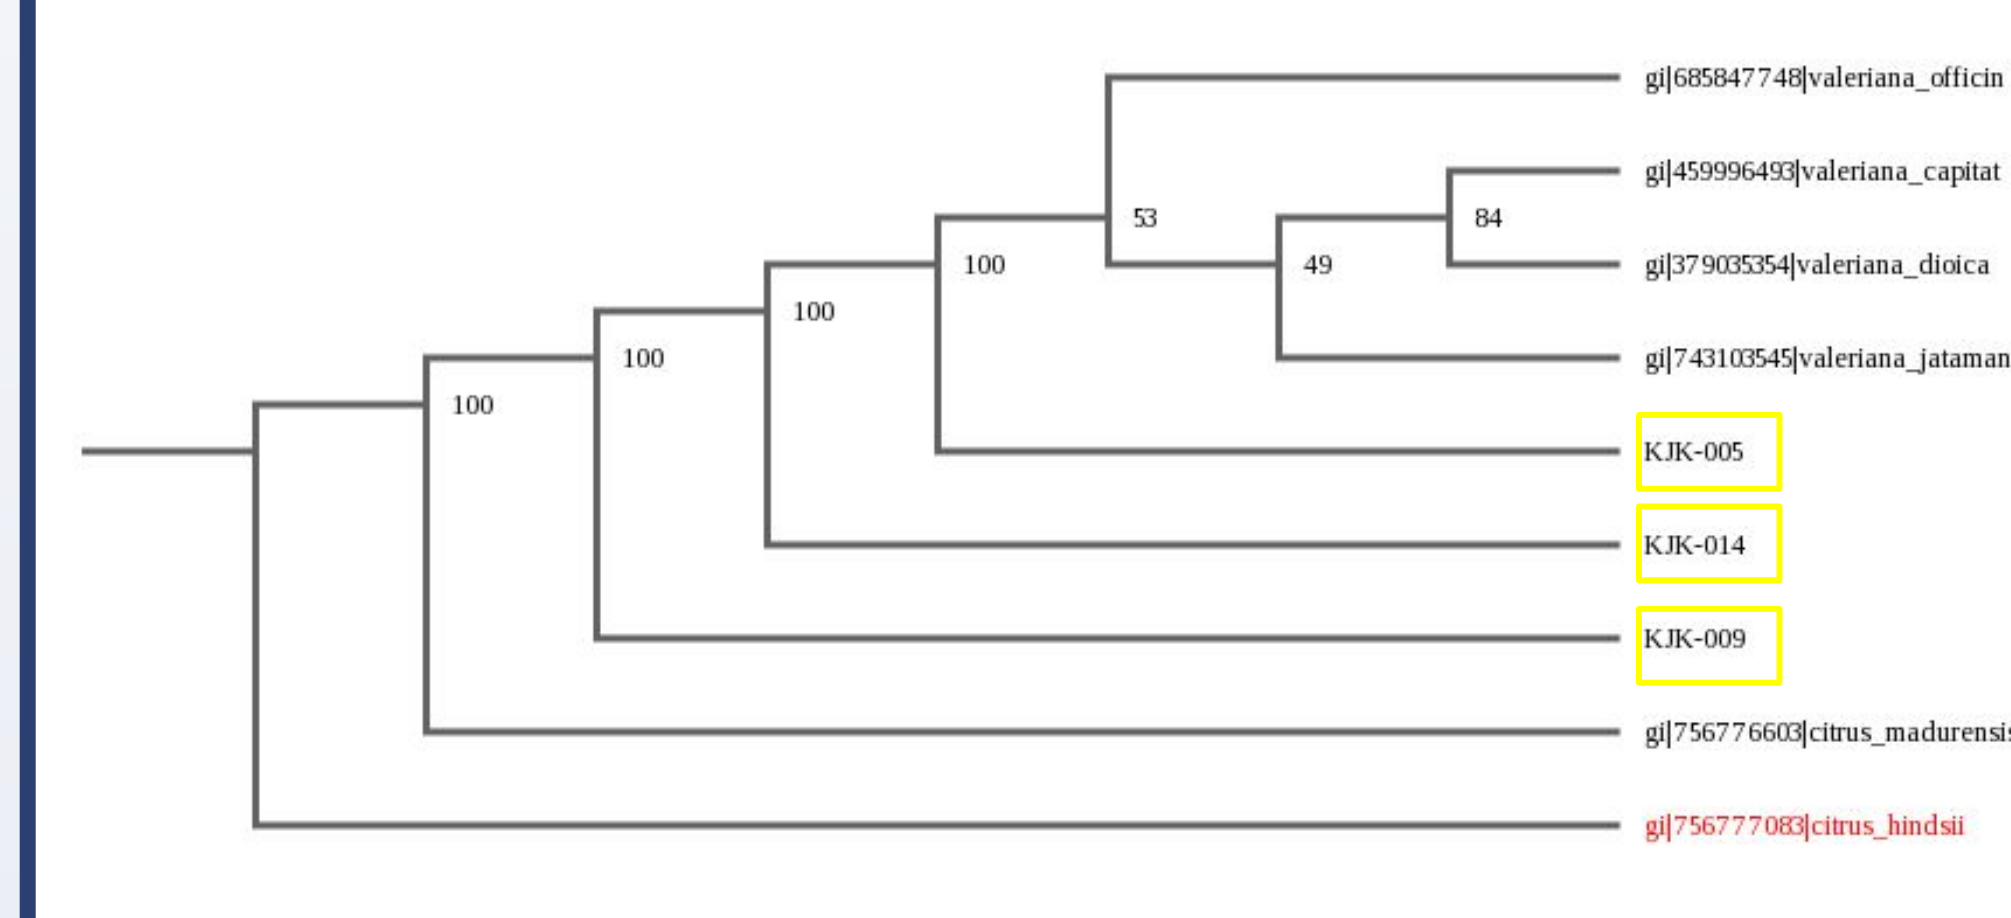 gi|685847748|valeriana_officin
gi|459996493|valeriana_capitat
53
84
100
49
gi|379035354|valeriana_dioica
100
100
gi|743103545|valeriana_jataman
100
KJK-005
KJK-014
KJK-009
gi|756776603|citrus_madurensis
gi|756777083|citrus_hindsii